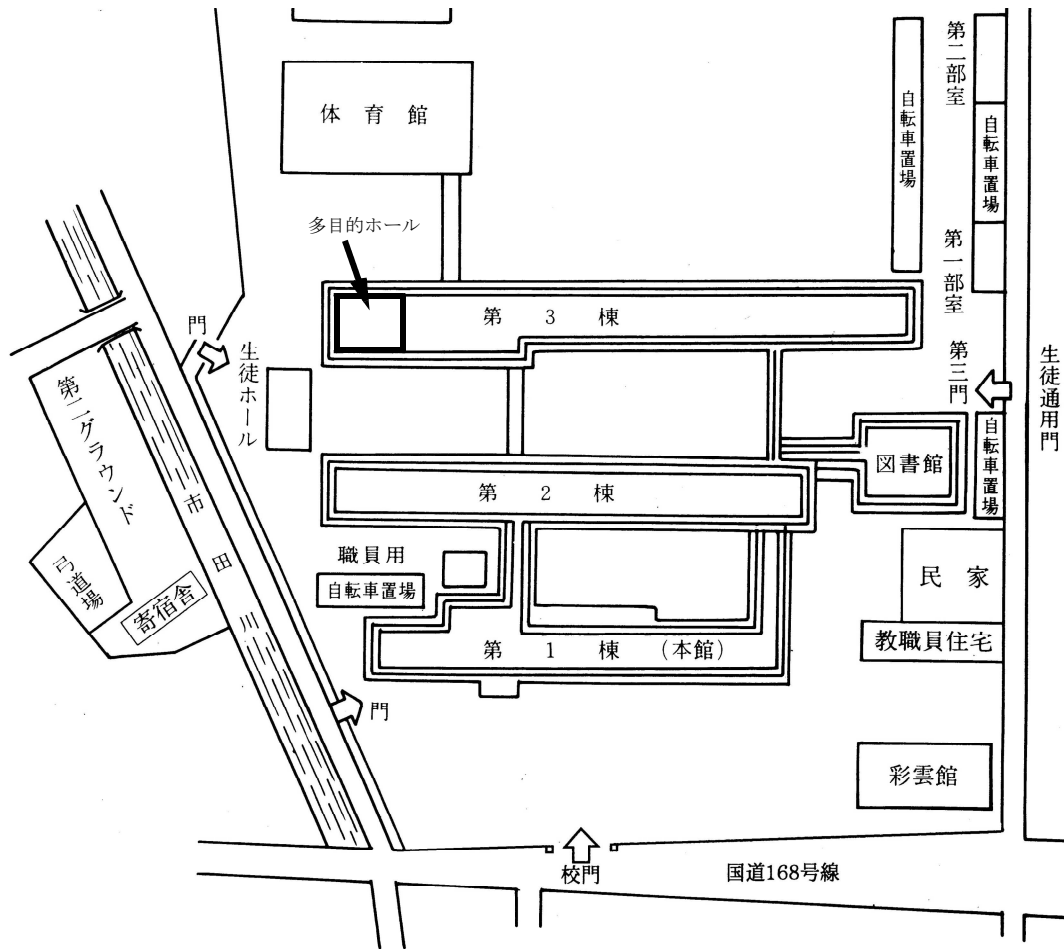 第二部室
体　育　館
自転車置場
自転車置場
多目的ホール
第一部室
門
第　3　棟
生徒ホール
第三門
生徒通用門
第二グラウンド
自転車置場
図書館
第　2　棟
市田川
職員用
自転車置場
弓道場
寄宿舎
民　家
第　1　棟　（本館）
教職員住宅
門
彩雲館
校門
国道168号線